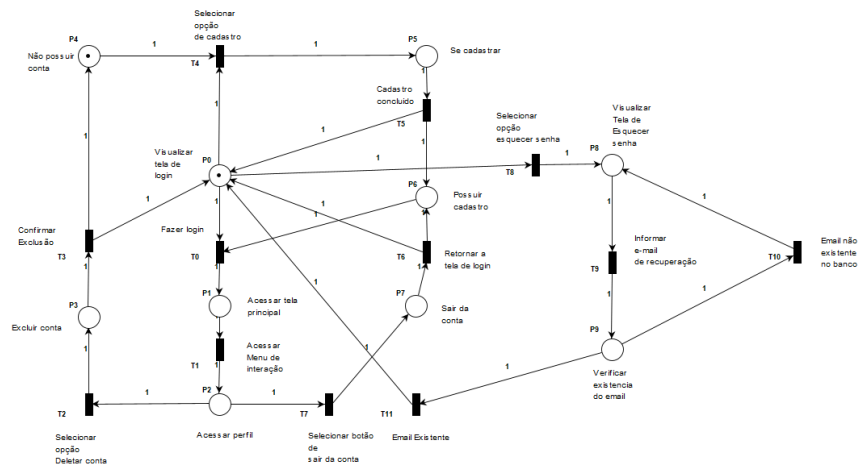 P4
Não possuir
conta
1
Selecionar
opção
de cadastro
T4
1
P5
Se cadastrar
1
Cadastro
concluído
T5
1
1
1
Visualizar
tela de
login
P0
1
Selecionar
opção
esquecer senha
T8
1
Visualizar
Tela de
Esquecer
senha
P8
1
1
P6
Possuir
cadastro
1
1
1
Fazer login
T0
1
Confirmar
Exclusão
T3
1
1
1
T6
Retornar a
tela de login
1
1
Informar
e-mail
de recuperação
T9
1
1
T10
Email não
existente
no banco
1
1
P3
Excluir conta
1
P1
Acessar tela
principal
1
P7
Sair da
conta
1
T1
Acessar
Menu de
interação
1
P9
Verificar
existencia
do email
1
1
P2
Acessar perfil
1
1
T2
Selecionar
opção
Deletar conta
T7
Selecionar botão
de
sair da conta
T11
Email Existente